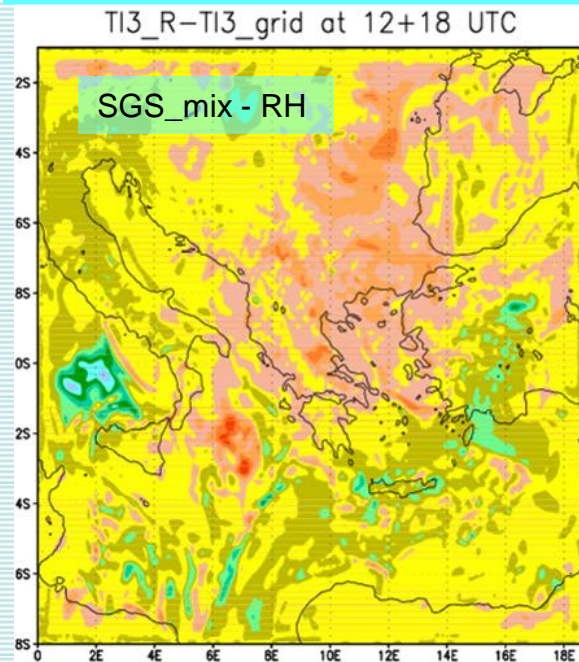 TI3_R−TI3_grid at 12+18 UTC
SGS_mix - RH
2S
4S
6S
8S
0S
2S
4S
6S
8S
0 2E 4E 6E 8E 10E 12E 14E 16E 18E